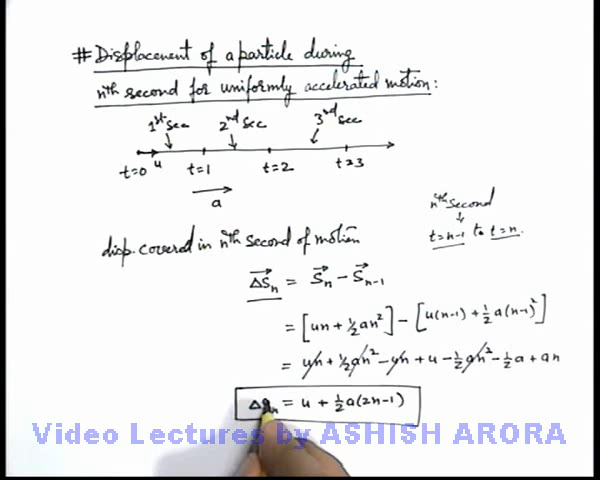 # Displacement of a particle during
nth second for uniformly accelerated motion:
1st sec 2nd sec 3rd sec
t=0 u t=1 t=2 t=3
a
nth second
↓
t=n-1 to t=n.
disp. covered in nth second of motion
ΔS⃗n = S⃗n − S⃗n-1
= [un + ½an²] − [u(n-1) + ½a(n-1)²]
= un + ½an² − un + u − ½an² − ½a + an
ΔSn = u + ½a(2n-1)
Video Lectures by ASHISH ARORA